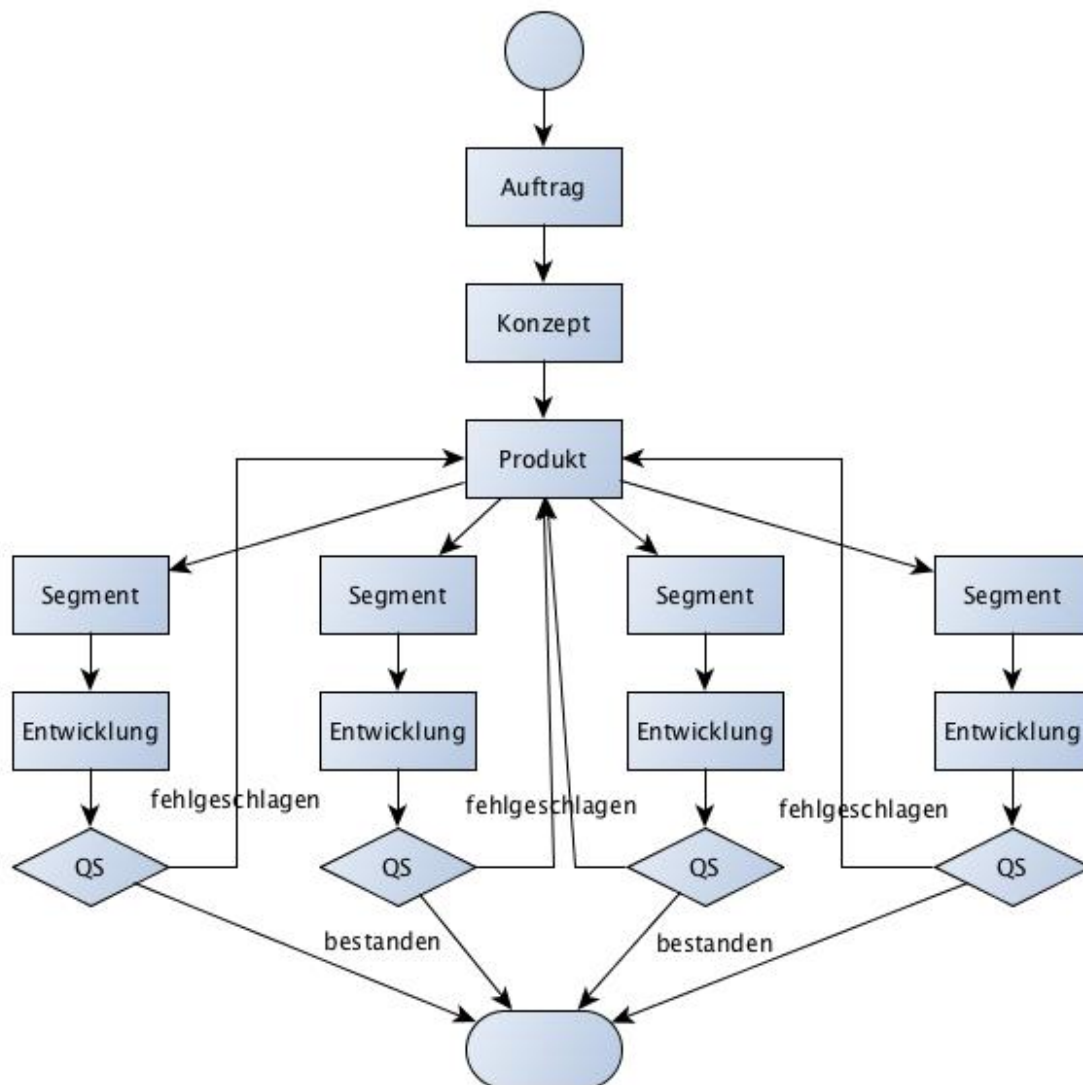 Auftrag
Konzept
Produkt
Segment
Segment
Segment
Segment
Entwicklung
Entwicklung
Entwicklung
Entwicklung
fehlgeschlagen
fehlgeschlagen
fehlgeschlagen
QS
QS
QS
QS
bestanden
bestanden